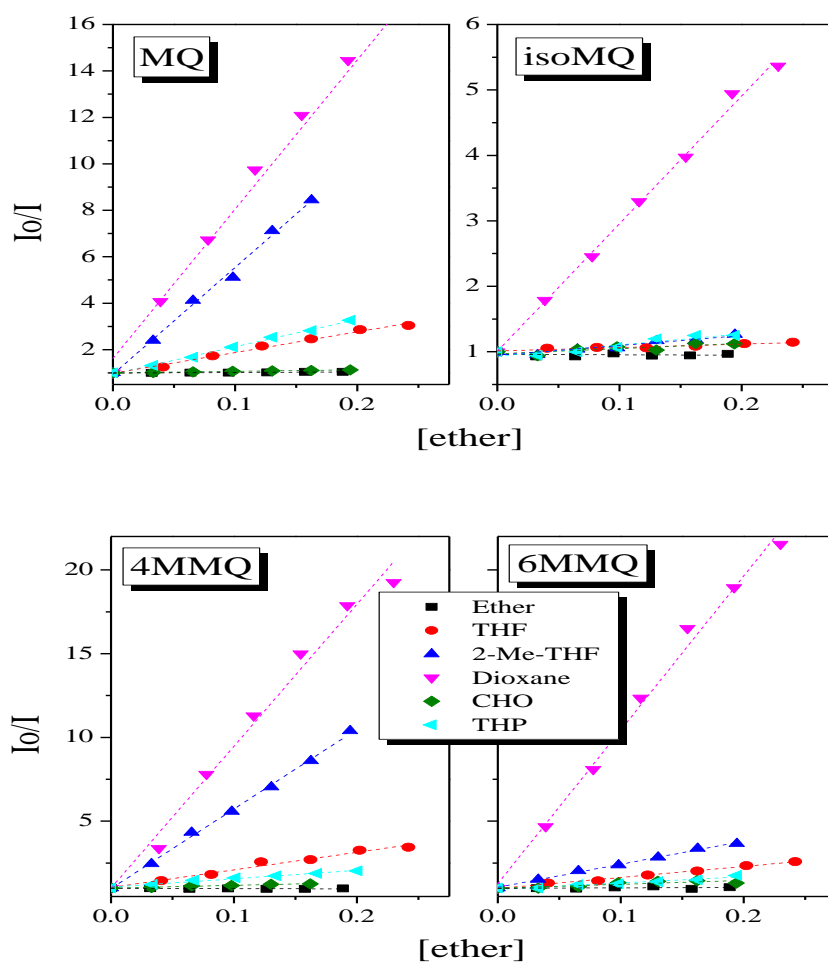 MQ
isoMQ
I0/I
16
14
12
10
8
6
4
2
0.0
0.1
0.2
6
5
4
3
2
1
0.0
0.1
0.2
[ether]
4MMQ
6MMQ
I0/I
20
15
10
5
0.0
0.1
0.2
0.0
0.1
0.2
[ether]
Ether
THF
2-Me-THF
Dioxane
CHO
THP